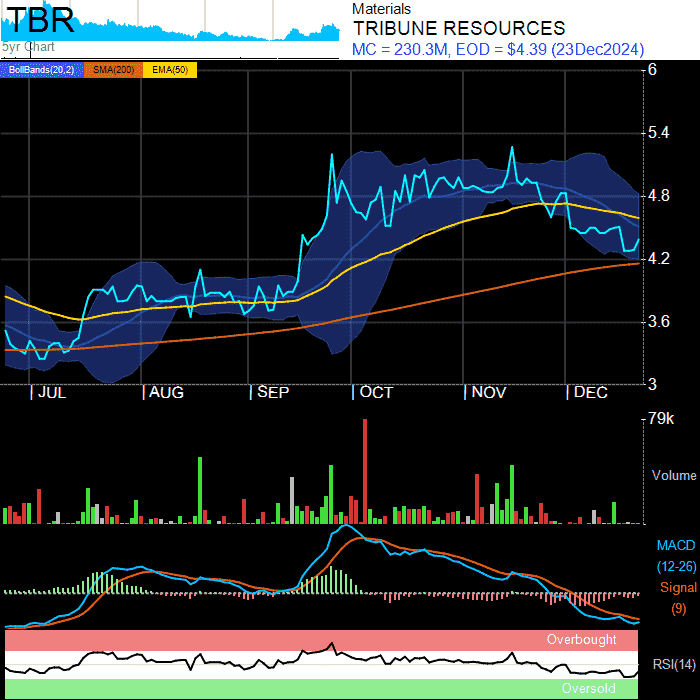 TBR
5yr Chart
Materials
TRIBUNE RESOURCES
MC = 230.3M, EOD = $4.39 (23Dec2024)
BollBands(20,2) SMA(200) EMA(50)
6
5.4
4.8
4.2
3.6
3
JUL AUG SEP OCT NOV DEC
79k
Volume
MACD
(12-26)
Signal
(9)
Overbought
RSI(14)
Oversold